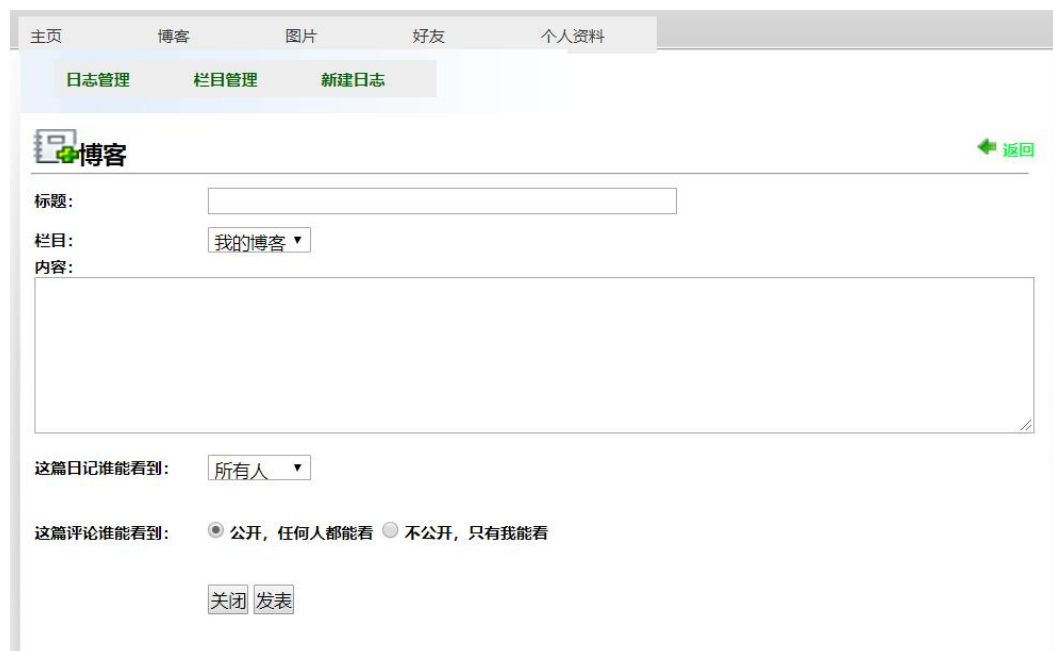 主页 博客 图片 好友 个人资料
日志管理 栏目管理 新建日志
博客 返回
标题：
栏目： 我的博客
内容：
这篇日记谁能看到： 所有人
这篇评论谁能看到： 公开，任何人都能看 不公开，只有我能看
关闭 发表